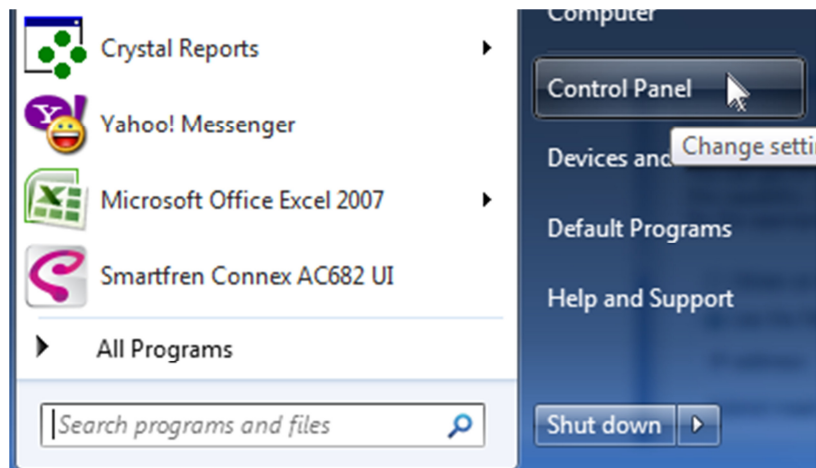 Crystal Reports
Yahoo! Messenger
Microsoft Office Excel 2007
Smartfren Connex AC682 UI
All Programs
Search programs and files
Computer
Control Panel
Change setti
Devices and
Default Programs
Help and Support
Shut down